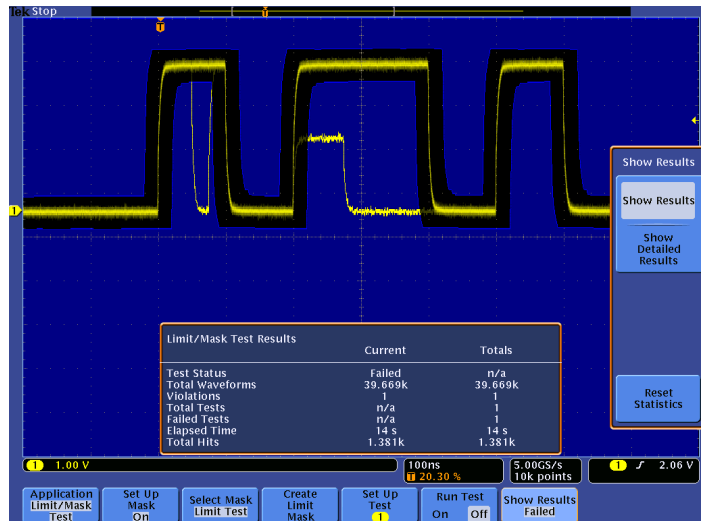 Tek Stop
T
T
1
Show Results
Show Results
Show
Detailed
Results
Reset
Statistics
Limit/Mask Test Results
Current Totals
Test Status Failed n/a
Total Waveforms 39.669k 39.669k
Violations 1 1
Total Tests n/a 1
Failed Tests n/a 1
Elapsed Time 14 s 14 s
Total Hits 1.381k 1.381k
1 1.00 V 100ns 5.00GS/s 1 2.06 V
T 20.30 % 10k points
Application
Limit/Mask
Test
Set Up
Mask
On
Select Mask
Limit Test
Create
Limit
Mask
Set Up
Test
1
Run Test
On Off
Show Results
Failed